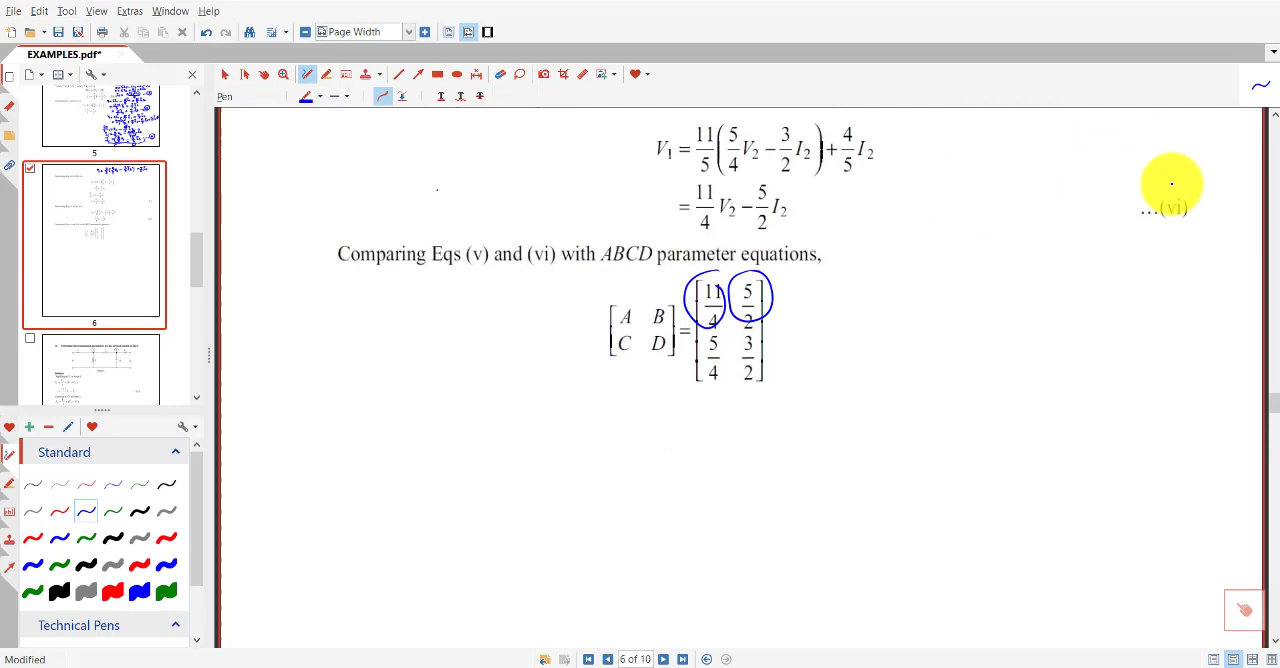 File Edit Tool View Extras Window Help
Page Width
EXAMPLES.pdf*
Pen
5
6
V₁ = 11/5 (5/4 V₂ − 3/2 I₂) + 4/5 I₂
= 11/4 V₂ − 5/2 I₂ …(vi)
Comparing Eqs (v) and (vi) with ABCD parameter equations,
[A B; C D] = [11/4 5/2; 5/4 3/2]
Standard
Technical Pens
Modified
6 of 10